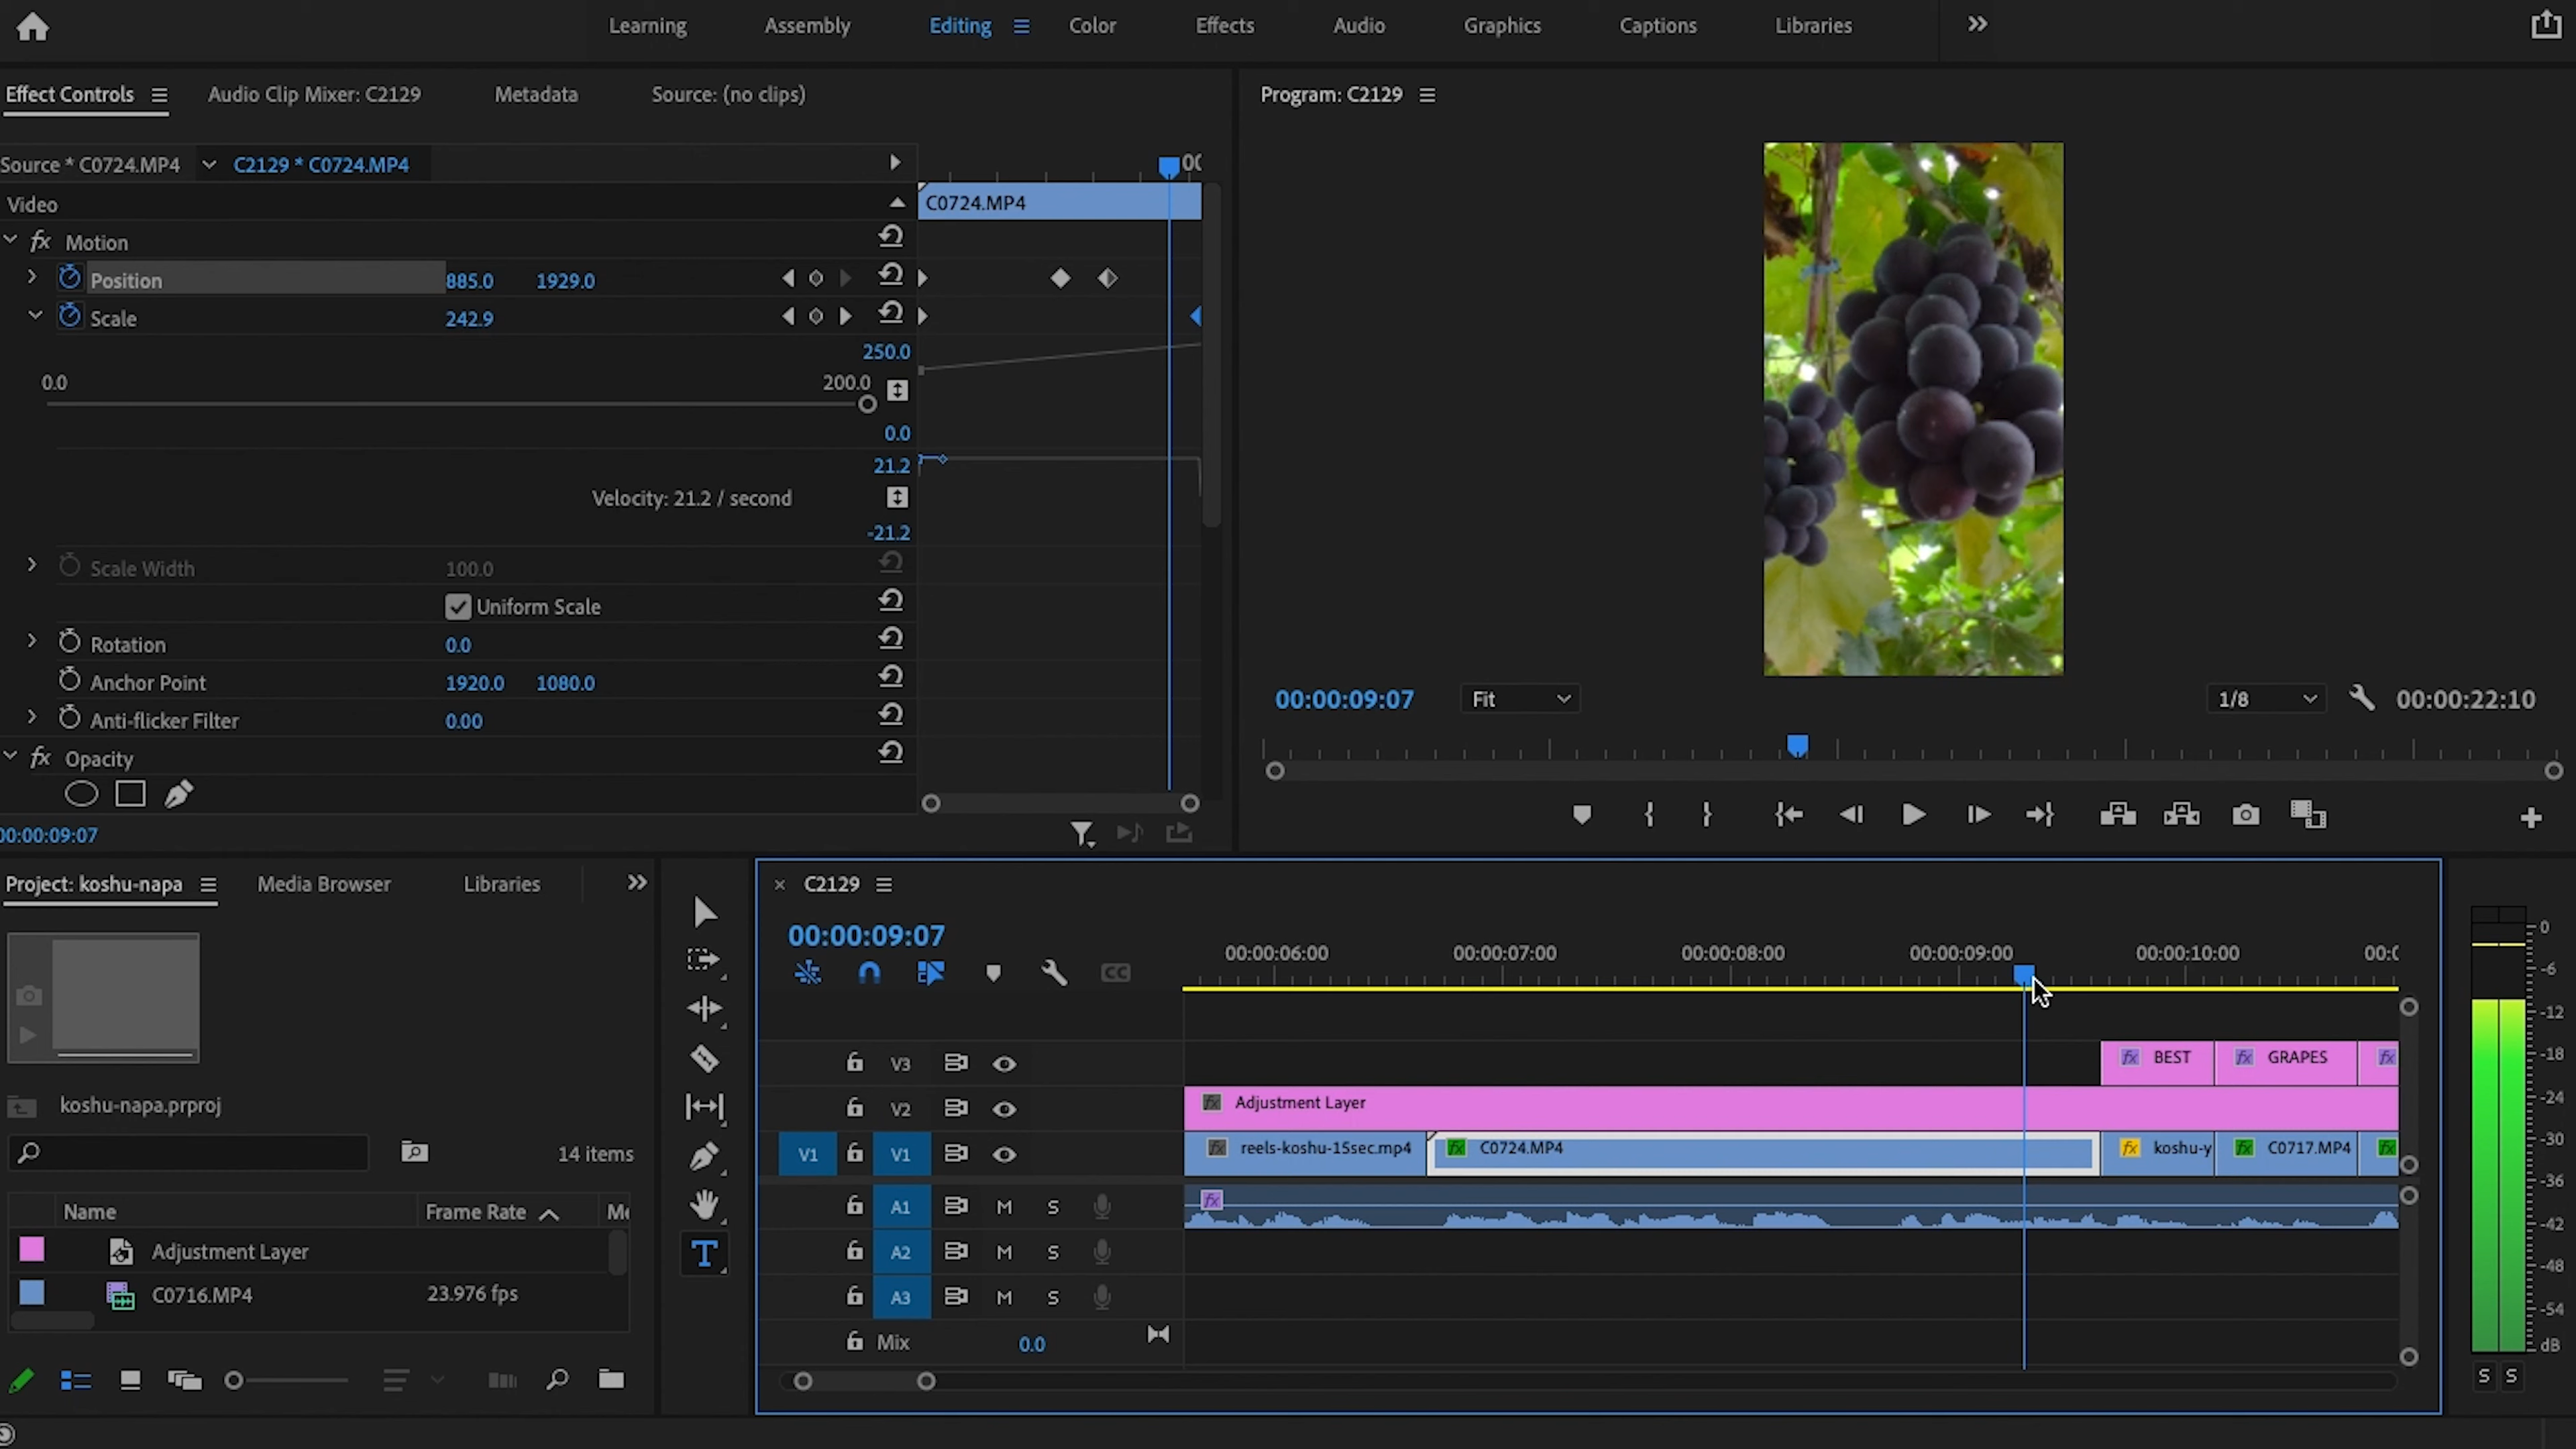 Learning Assembly Editing Color Effects Audio Graphics Captions Libraries
Effect Controls Audio Clip Mixer: C2129 Metadata Source: (no clips)
Source * C0724.MP4 C2129 * C0724.MP4
Video C0724.MP4
fx Motion
Position 885.0 1929.0
Scale 242.9
250.0
0.0 200.0
0.0
21.2
Velocity: 21.2 / second
-21.2
Scale Width 100.0
Uniform Scale
Rotation 0.0
Anchor Point 1920.0 1080.0
Anti-flicker Filter 0.00
fx Opacity
00:00:09:07
Program: C2129
00:00:09:07 Fit 1/8 00:00:22:10
Project: koshu-napa Media Browser Libraries
koshu-napa.prproj
14 items
Name Frame Rate
Adjustment Layer
C0716.MP4 23.976 fps
C2129
00:00:09:07
00:00:06:00 00:00:07:00 00:00:08:00 00:00:09:00 00:00:10:00
V3 fx BEST fx GRAPES fx
V2 fx Adjustment Layer
V1 V1 fx reels-koshu-15sec.mp4 fx C0724.MP4 fx koshu-y fx C0717.MP4 fx
A1 M S fx
A2 M S
A3 M S
Mix 0.0
0
-6
-12
-18
-24
-30
-36
-42
-48
-54
dB
S S